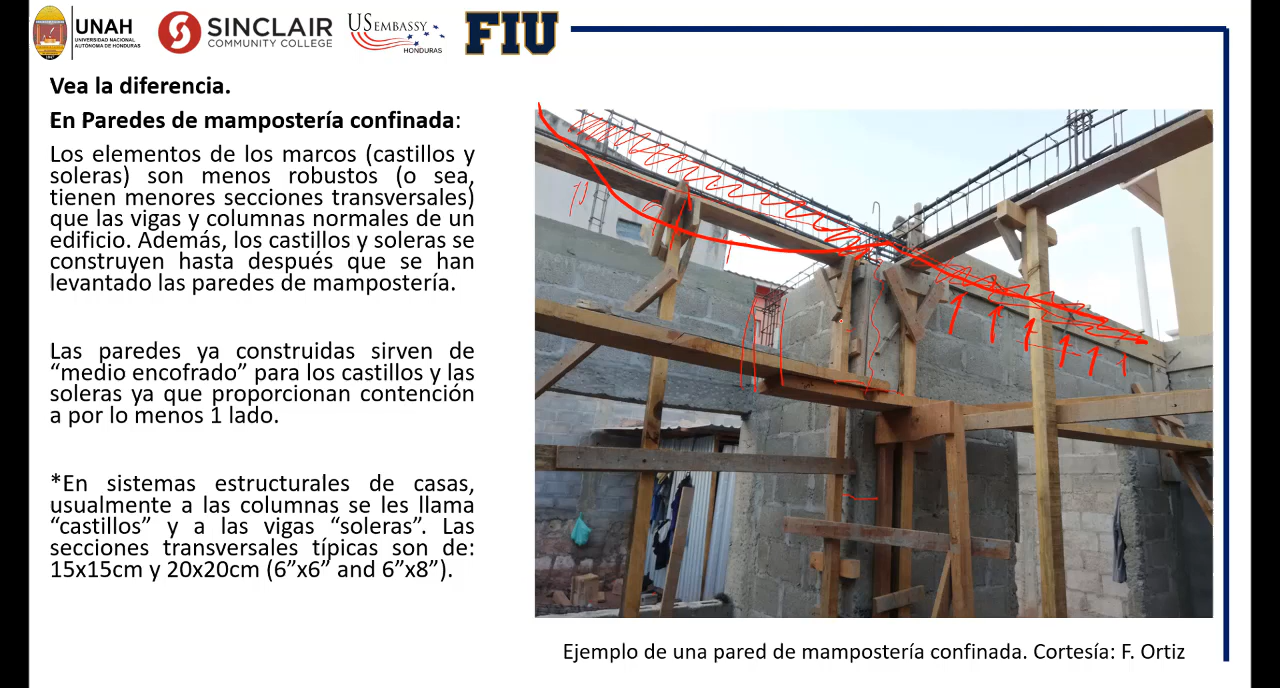 UNAH
UNIVERSIDAD NACIONAL
AUTÓNOMA DE HONDURAS
SINCLAIR
COMMUNITY COLLEGE
US EMBASSY
HONDURAS
FIU
Vea la diferencia.
En Paredes de mampostería confinada:
Los elementos de los marcos (castillos y
soleras) son menos robustos (o sea,
tienen menores secciones transversales)
que las vigas y columnas normales de un
edificio. Además, los castillos y soleras se
construyen hasta después que se han
levantado las paredes de mampostería.
Las paredes ya construidas sirven de
“medio encofrado” para los castillos y las
soleras ya que proporcionan contención
a por lo menos 1 lado.
*En sistemas estructurales de casas,
usualmente a las columnas se les llama
“castillos” y a las vigas “soleras”. Las
secciones transversales típicas son de:
15x15cm y 20x20cm (6”x6” and 6”x8”).
Ejemplo de una pared de mampostería confinada. Cortesía: F. Ortiz